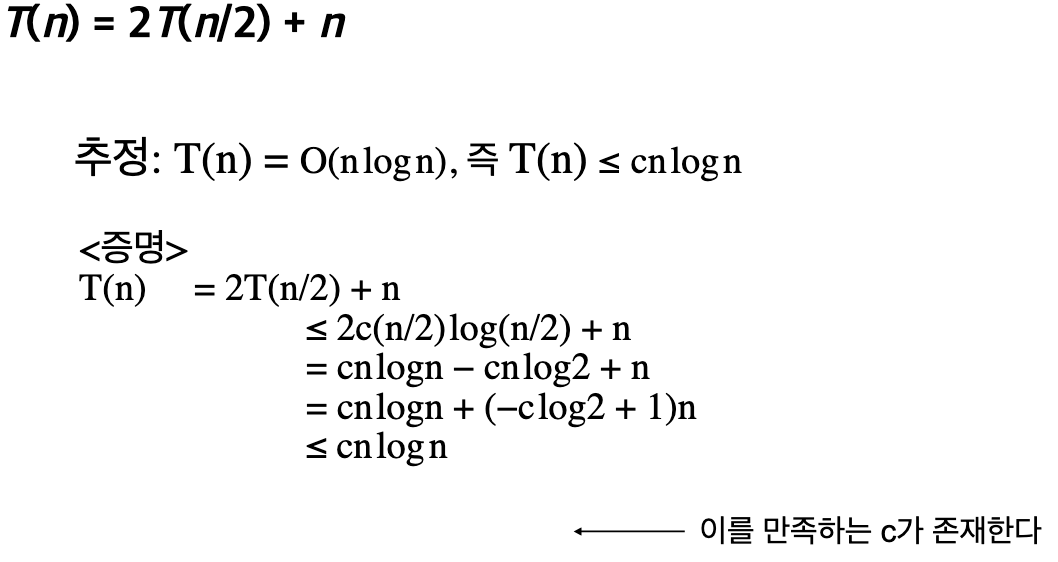 T(n) = 2T(n/2) + n
추정: T(n) = O(nlogn), 즉 T(n) ≤ cnlogn
<증명>
T(n) = 2T(n/2) + n
≤ 2c(n/2)log(n/2) + n
= cnlogn − cnlog2 + n
= cnlogn + (−clog2 + 1)n
≤ cnlogn
이를 만족하는 c가 존재한다